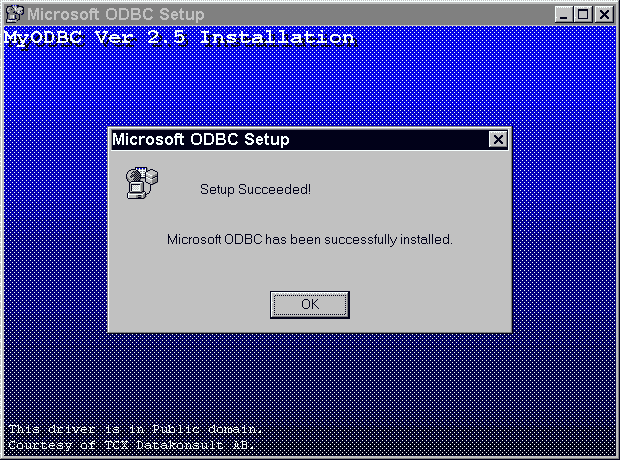 Microsoft ODBC Setup
MyODBC Ver 2.5 Installation
Microsoft ODBC Setup
Setup Succeeded!
Microsoft ODBC has been successfully installed.
OK
This driver is in Public domain.
Courtesy of TCX Datakonsult AB.